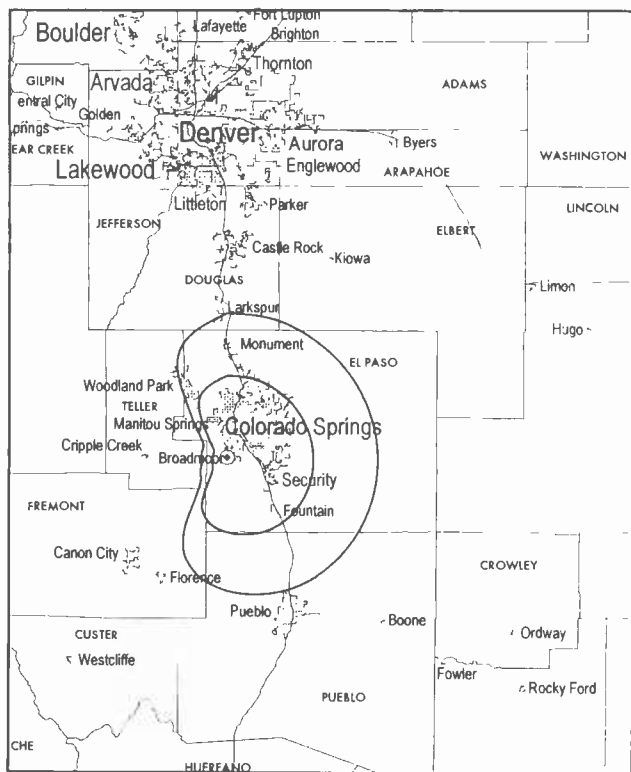 Fort Lupton
Boulder
Lafayette
Brighton
Thornton
GILPIN
Arvada
ADAMS
entral City
Golden
prings
Denver
Aurora
Byers
EAR CREEK
Englewood
WASHINGTON
Lakewood
ARAPAHOE
Littleton
Parker
LINCOLN
JEFFERSON
ELBERT
Castle Rock
Kiowa
DOUGLAS
Limon
Larkspur
Hugo
Monument
EL PASO
Woodland Park
TELLER
Manitou Springs
Colorado Springs
Cripple Creek
Broadmoor
Security
FREMONT
Fountain
Canon City
CROWLEY
Florence
Pueblo
Boone
Ordway
CUSTER
Westcliffe
Fowler
Rocky Ford
PUEBLO
CHE
HUERFANO